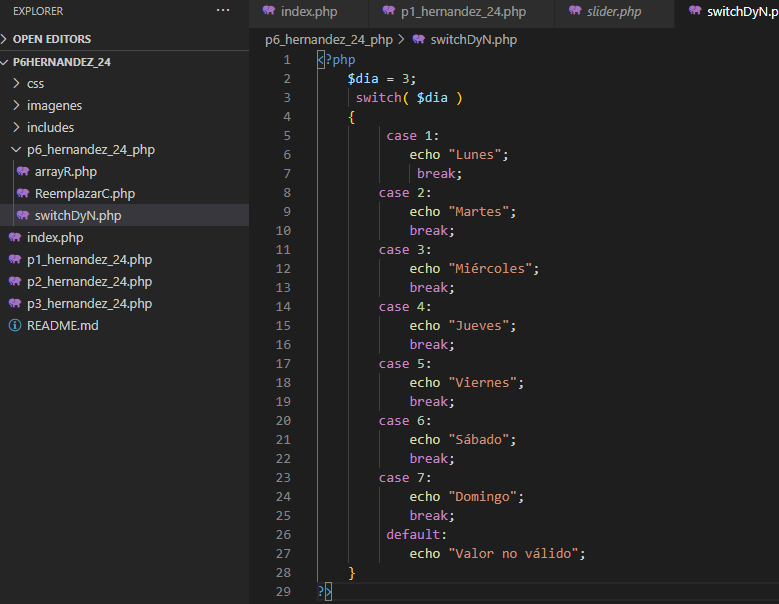 EXPLORER ...
OPEN EDITORS
P6HERNANDEZ_24
css
imagenes
includes
p6_hernandez_24_php
arrayR.php
ReemplazarC.php
switchDyN.php
index.php
p1_hernandez_24.php
p2_hernandez_24.php
p3_hernandez_24.php
README.md
index.php p1_hernandez_24.php slider.php switchDyN.p
p6_hernandez_24_php > switchDyN.php
1 <?php
2 $dia = 3;
3 switch( $dia )
4 {
5 case 1:
6 echo "Lunes";
7 break;
8 case 2:
9 echo "Martes";
10 break;
11 case 3:
12 echo "Miércoles";
13 break;
14 case 4:
15 echo "Jueves";
16 break;
17 case 5:
18 echo "Viernes";
19 break;
20 case 6:
21 echo "Sábado";
22 break;
23 case 7:
24 echo "Domingo";
25 break;
26 default:
27 echo "Valor no válido";
28 }
29 ?>